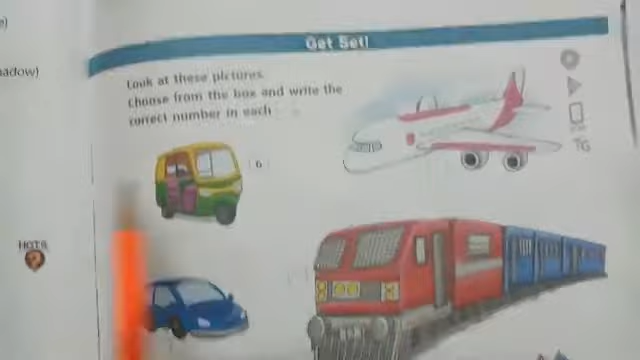 Get Set!
Look at these pictures.
Choose from the box and write the
correct number in each
6
TG
HOTS
adow)